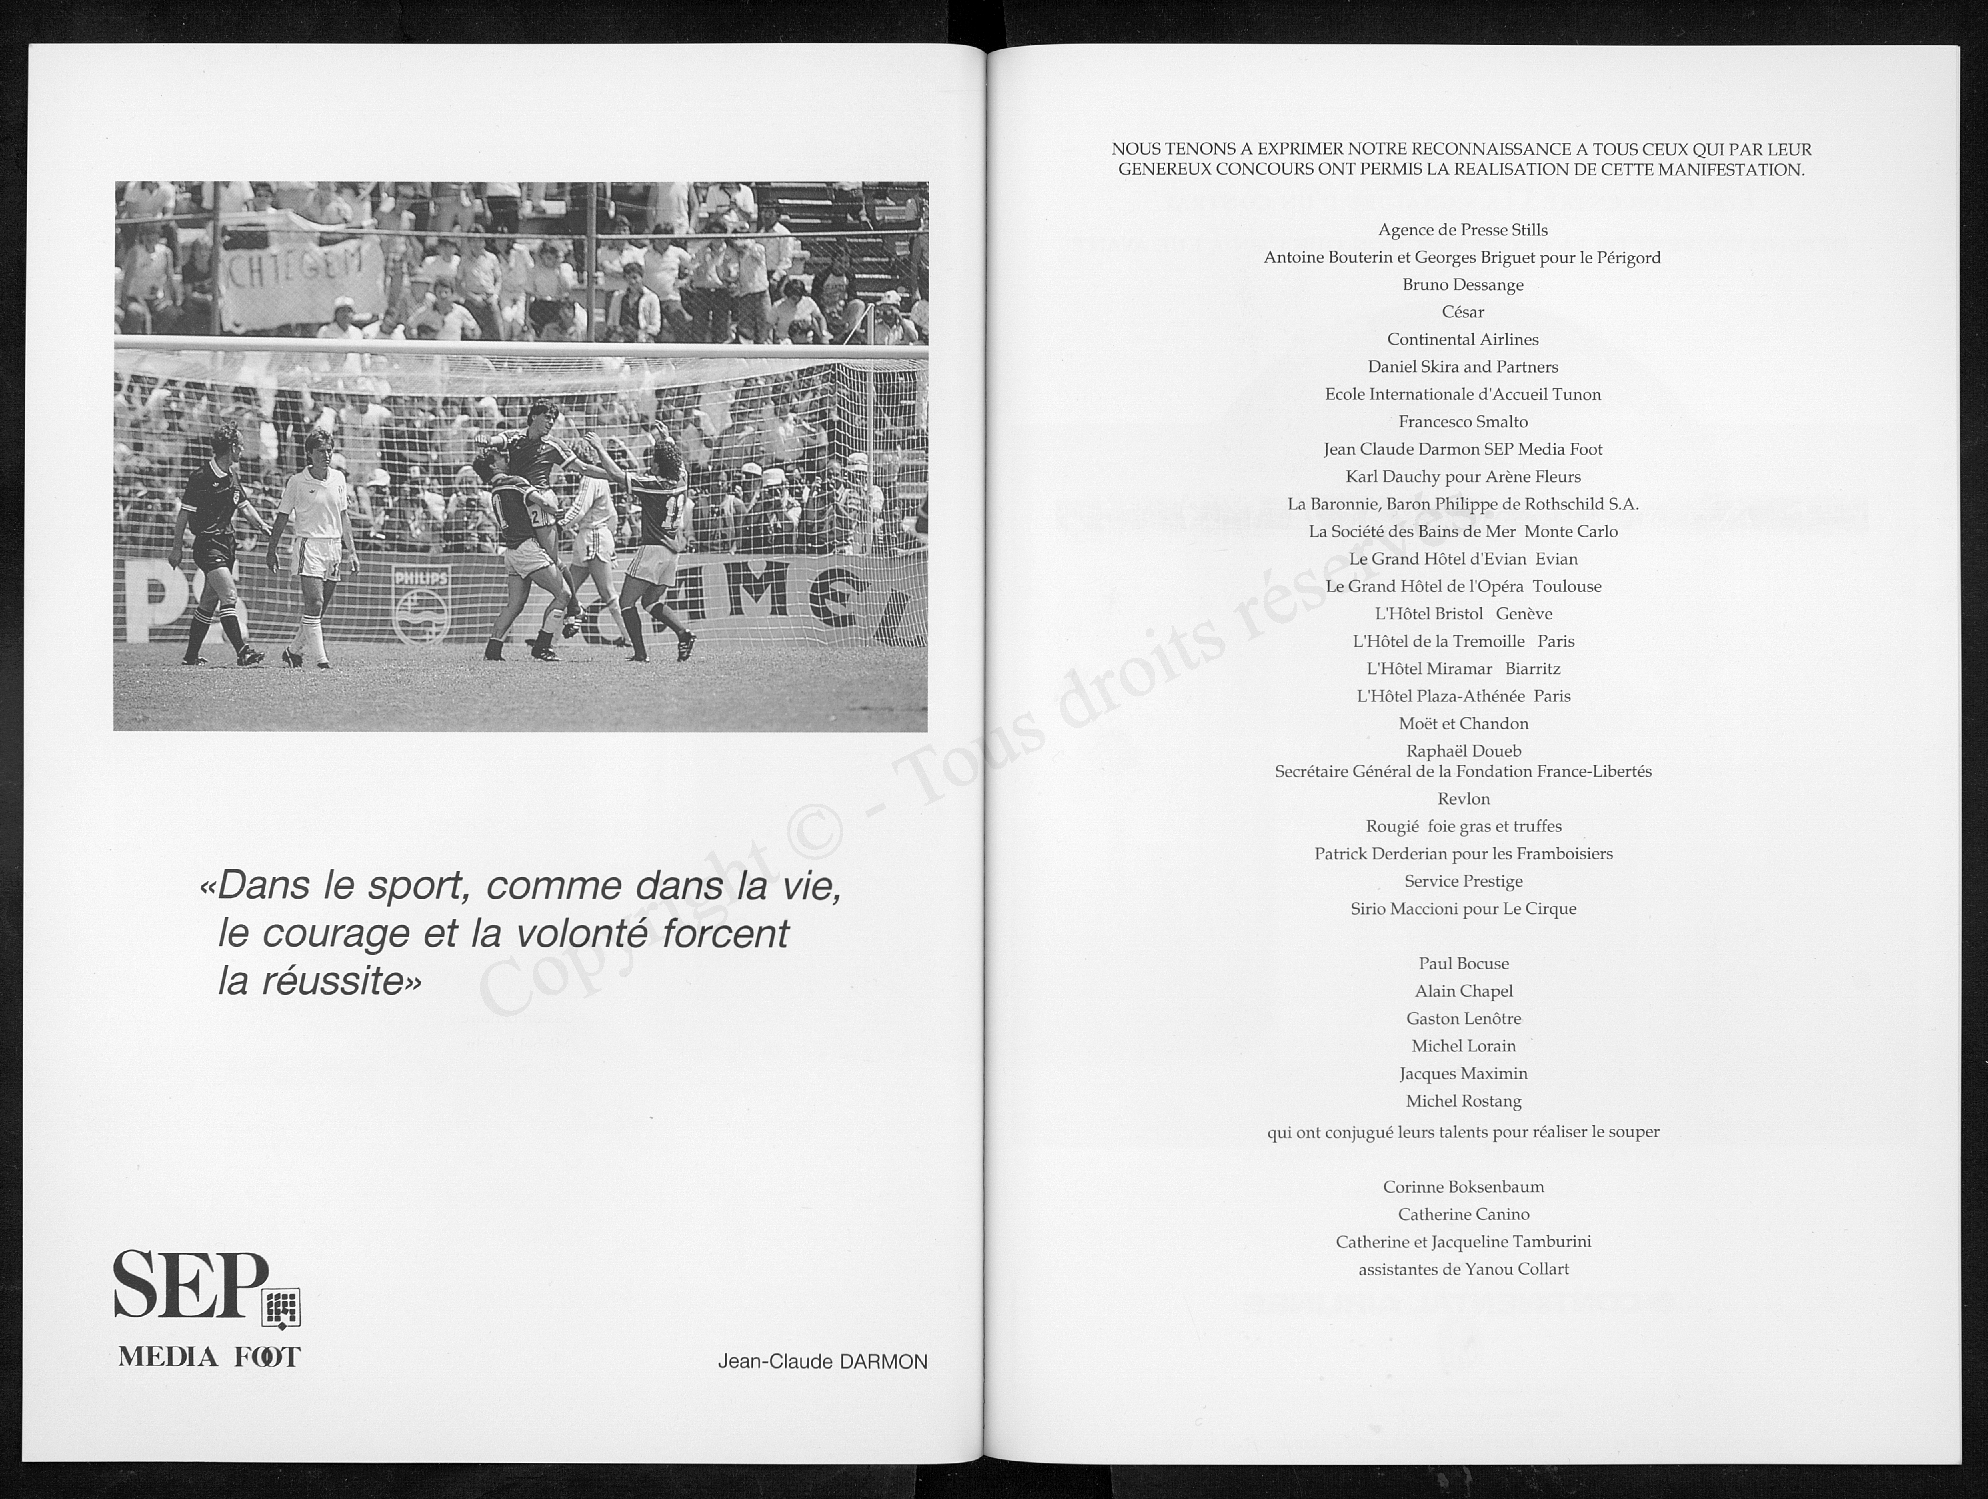 CHTEGEM
PHILIPS
CAMEL
«Dans le sport, comme dans la vie,
le courage et la volonté forcent
la réussite»
SEP
MEDIA FOOT
Jean-Claude DARMON
Copyright © - Tous droits réservés.
NOUS TENONS A EXPRIMER NOTRE RECONNAISSANCE A TOUS CEUX QUI PAR LEUR
GENEREUX CONCOURS ONT PERMIS LA REALISATION DE CETTE MANIFESTATION.
Agence de Presse Stills
Antoine Bouterin et Georges Briguet pour le Périgord
Bruno Dessange
César
Continental Airlines
Daniel Skira and Partners
Ecole Internationale d'Accueil Tunon
Francesco Smalto
Jean Claude Darmon SEP Media Foot
Karl Dauchy pour Arène Fleurs
La Baronnie, Baron Philippe de Rothschild S.A.
La Société des Bains de Mer Monte Carlo
Le Grand Hôtel d'Evian Evian
Le Grand Hôtel de l'Opéra Toulouse
L'Hôtel Bristol Genève
L'Hôtel de la Tremoille Paris
L'Hôtel Miramar Biarritz
L'Hôtel Plaza-Athénée Paris
Moët et Chandon
Raphaël Doueb
Secrétaire Général de la Fondation France-Libertés
Revlon
Rougié foie gras et truffes
Patrick Derderian pour les Framboisiers
Service Prestige
Sirio Maccioni pour Le Cirque
Paul Bocuse
Alain Chapel
Gaston Lenôtre
Michel Lorain
Jacques Maximin
Michel Rostang
qui ont conjugué leurs talents pour réaliser le souper
Corinne Boksenbaum
Catherine Canino
Catherine et Jacqueline Tamburini
assistantes de Yanou Collart